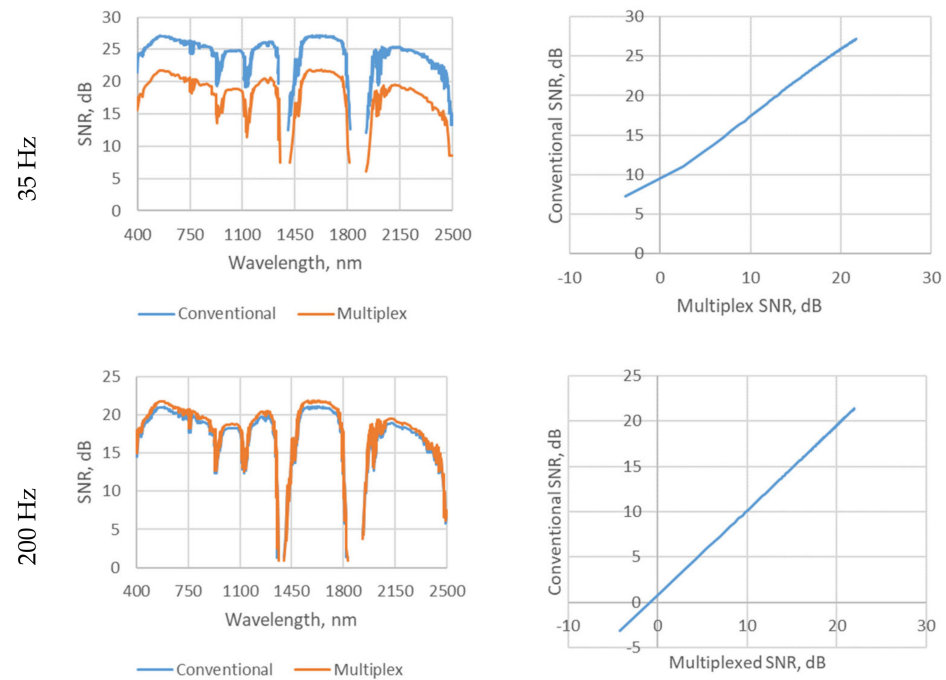 35 Hz
SNR, dB
35
30
25
20
15
10
5
0
400 750 1100 1450 1800 2150 2500
Wavelength, nm
Conventional Multiplex
Conventional SNR, dB
30
25
20
15
10
5
0
-10 0 10 20 30
Multiplex SNR, dB
200 Hz
SNR, dB
25
20
15
10
5
0
400 750 1100 1450 1800 2150 2500
Wavelength, nm
Conventional Multiplex
Conventional SNR, dB
25
20
15
10
5
0
-5
-10 0 10 20 30
Multiplexed SNR, dB